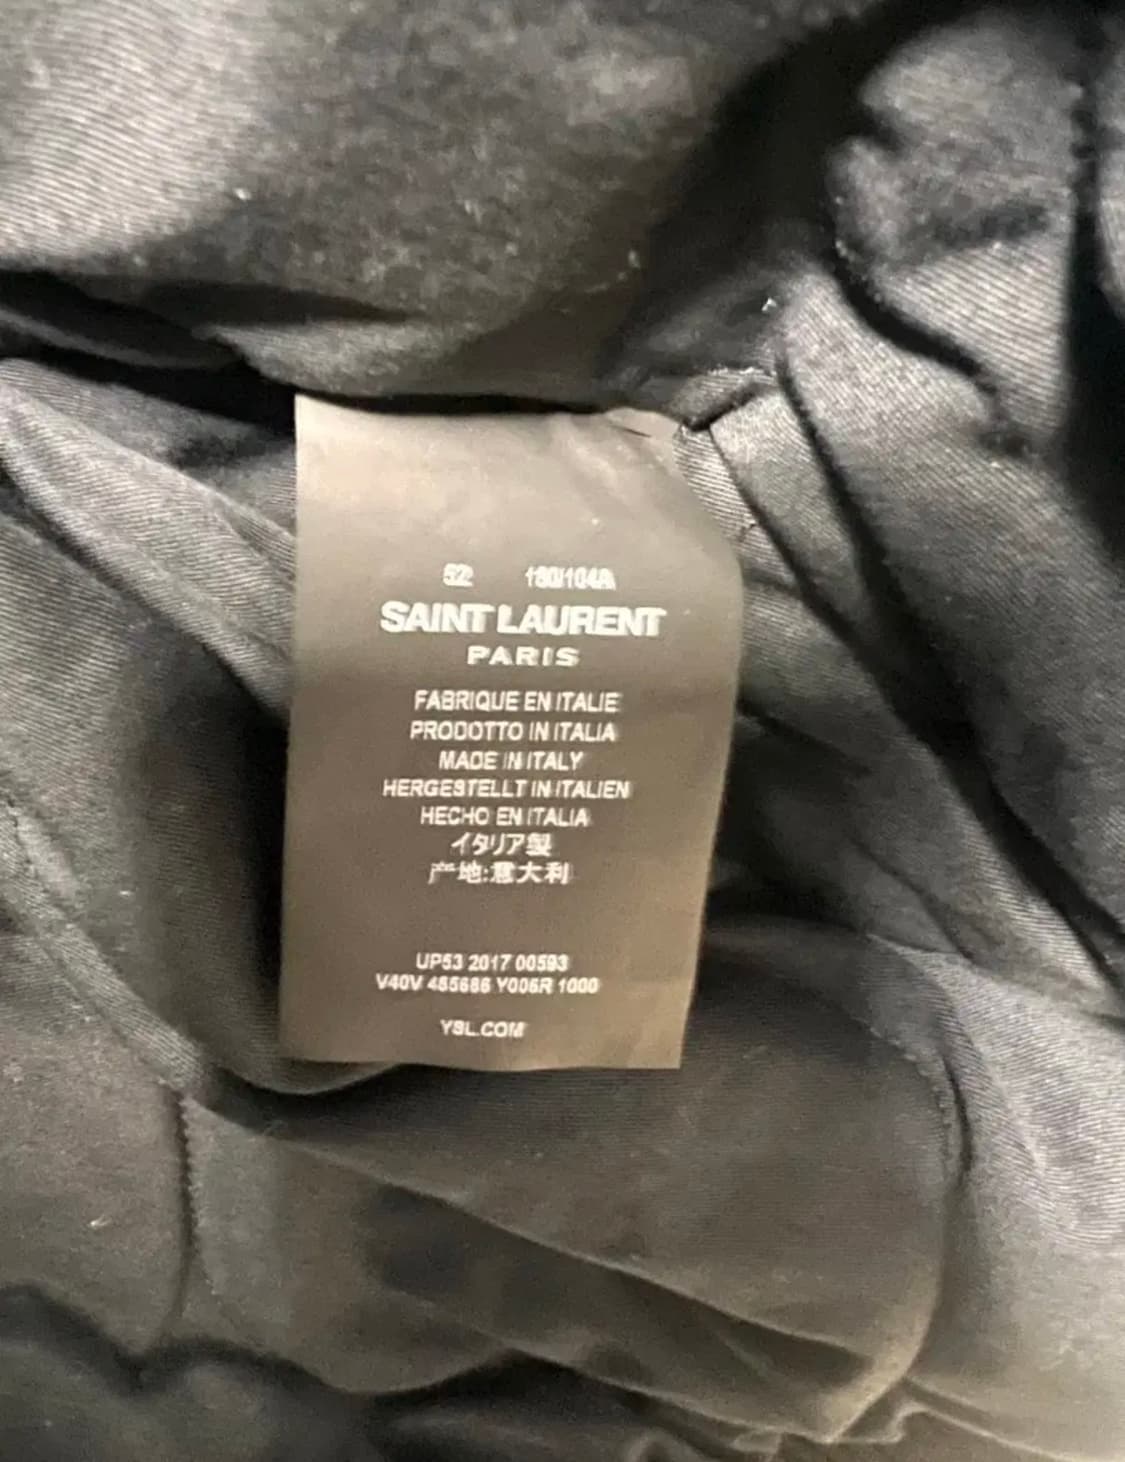 52 180/104A
SAINT LAURENT
PARIS
FABRIQUE EN ITALIE
PRODOTTO IN ITALIA
MADE IN ITALY
HERGESTELLT IN ITALIEN
HECHO EN ITALIA
イタリア製
产地:意大利
UP53 2017 00593
V40V 485686 Y006R 1000
YSL.COM